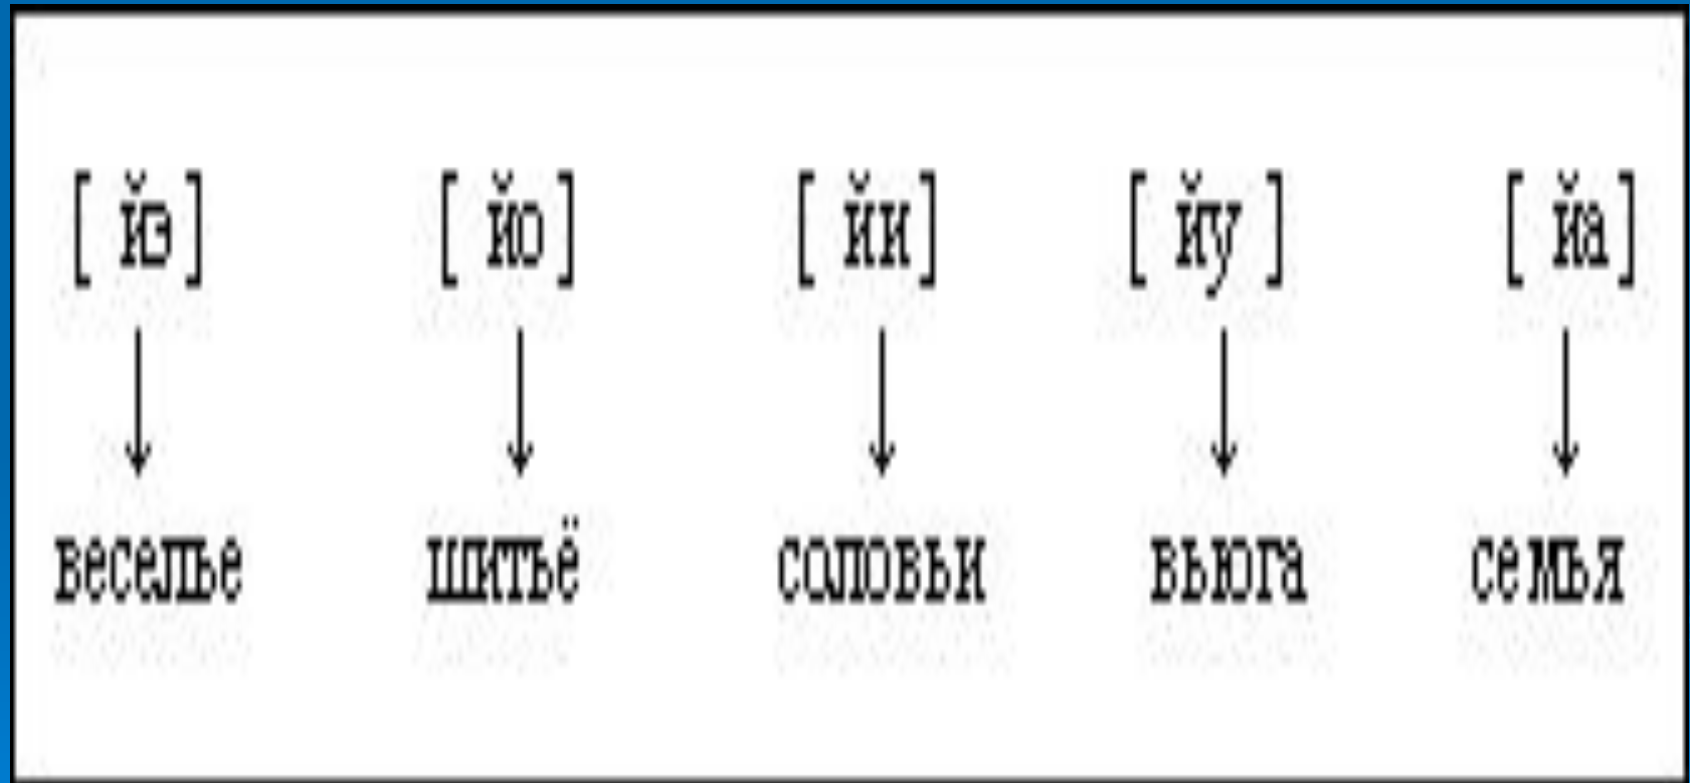 [ йэ ] [ йо ] [ йи ] [ йу ] [ йа ]
веселье шитьё соловьи вьюга семья